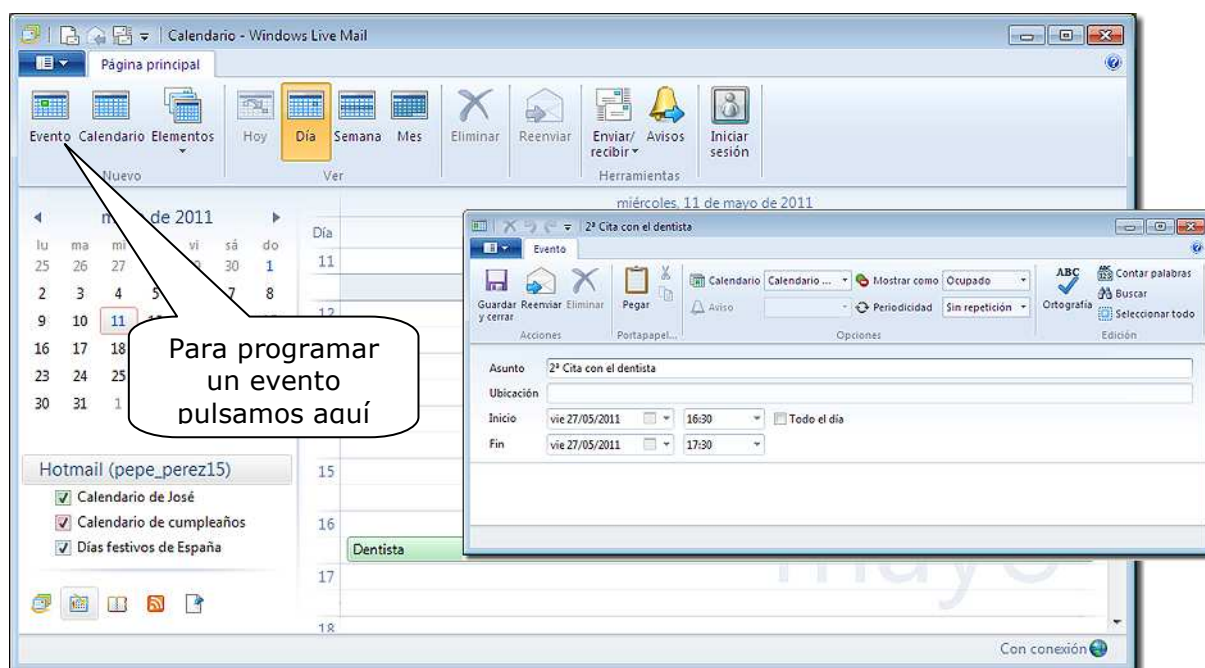 Calendario - Windows Live Mail
Página principal
Evento Calendario Elementos Hoy Día Semana Mes Eliminar Reenviar Enviar/ recibir Avisos Iniciar sesión
Nuevo Ver Herramientas
miércoles, 11 de mayo de 2011
de 2011
lu ma mi vi sá do
25 26 27 30 1
2 3 4 5 7 8
9 10 11
16 17 18
23 24 25
30 31 1
Para programar
un evento
pulsamos aquí
Hotmail (pepe_perez15)
Calendario de José
Calendario de cumpleaños
Días festivos de España
Día
11
12
15
16
Dentista
17
18
mayo
2ª Cita con el dentista
Evento
Guardar y cerrar Reenviar Eliminar Pegar
Calendario Calendario ... Mostrar como Ocupado
Aviso Periodicidad Sin repetición
ABC
Ortografía
Contar palabras
Buscar
Seleccionar todo
Acciones Portapapel... Opciones Edición
Asunto 2ª Cita con el dentista
Ubicación
Inicio vie 27/05/2011 16:30 Todo el día
Fin vie 27/05/2011 17:30
Con conexión